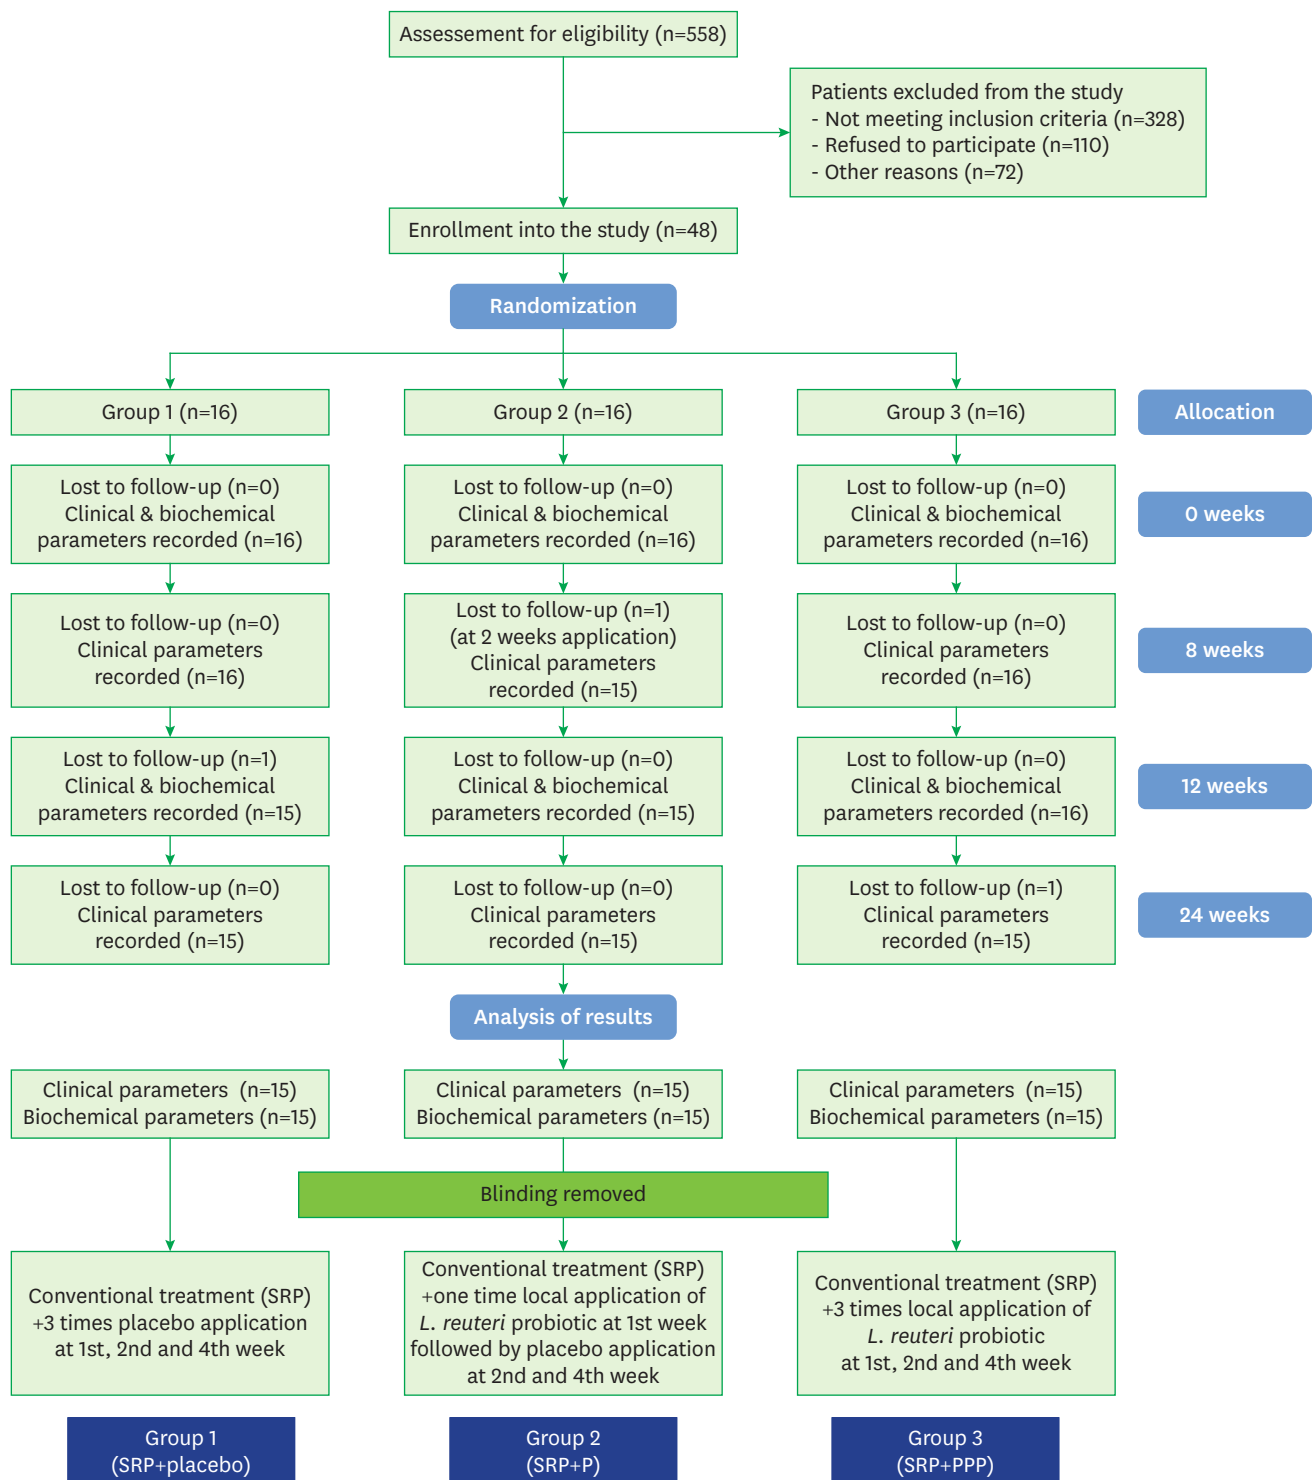 Assessement for eligibility (n=558)
Patients excluded from the study
- Not meeting inclusion criteria (n=328)
- Refused to participate (n=110)
- Other reasons (n=72)
Enrollment into the study (n=48)
Randomization
Group 1 (n=16)
Group 2 (n=16)
Group 3 (n=16)
Allocation
Lost to follow-up (n=0)
Clinical & biochemical
parameters recorded (n=16)
Lost to follow-up (n=0)
Clinical & biochemical
parameters recorded (n=16)
Lost to follow-up (n=0)
Clinical & biochemical
parameters recorded (n=16)
0 weeks
Lost to follow-up (n=0)
Clinical parameters
recorded (n=16)
Lost to follow-up (n=1)
(at 2 weeks application)
Clinical parameters
recorded (n=15)
Lost to follow-up (n=0)
Clinical parameters
recorded (n=16)
8 weeks
Lost to follow-up (n=1)
Clinical & biochemical
parameters recorded (n=15)
Lost to follow-up (n=0)
Clinical & biochemical
parameters recorded (n=15)
Lost to follow-up (n=0)
Clinical & biochemical
parameters recorded (n=16)
12 weeks
Lost to follow-up (n=0)
Clinical parameters
recorded (n=15)
Lost to follow-up (n=0)
Clinical parameters
recorded (n=15)
Lost to follow-up (n=1)
Clinical parameters
recorded (n=15)
24 weeks
Analysis of results
Clinical parameters (n=15)
Biochemical parameters (n=15)
Clinical parameters (n=15)
Biochemical parameters (n=15)
Clinical parameters (n=15)
Biochemical parameters (n=15)
Blinding removed
Conventional treatment (SRP)
+3 times placebo application
at 1st, 2nd and 4th week
Conventional treatment (SRP)
+one time local application of
L. reuteri probiotic at 1st week
followed by placebo application
at 2nd and 4th week
Conventional treatment (SRP)
+3 times local application of
L. reuteri probiotic
at 1st, 2nd and 4th week
Group 1
(SRP+placebo)
Group 2
(SRP+P)
Group 3
(SRP+PPP)